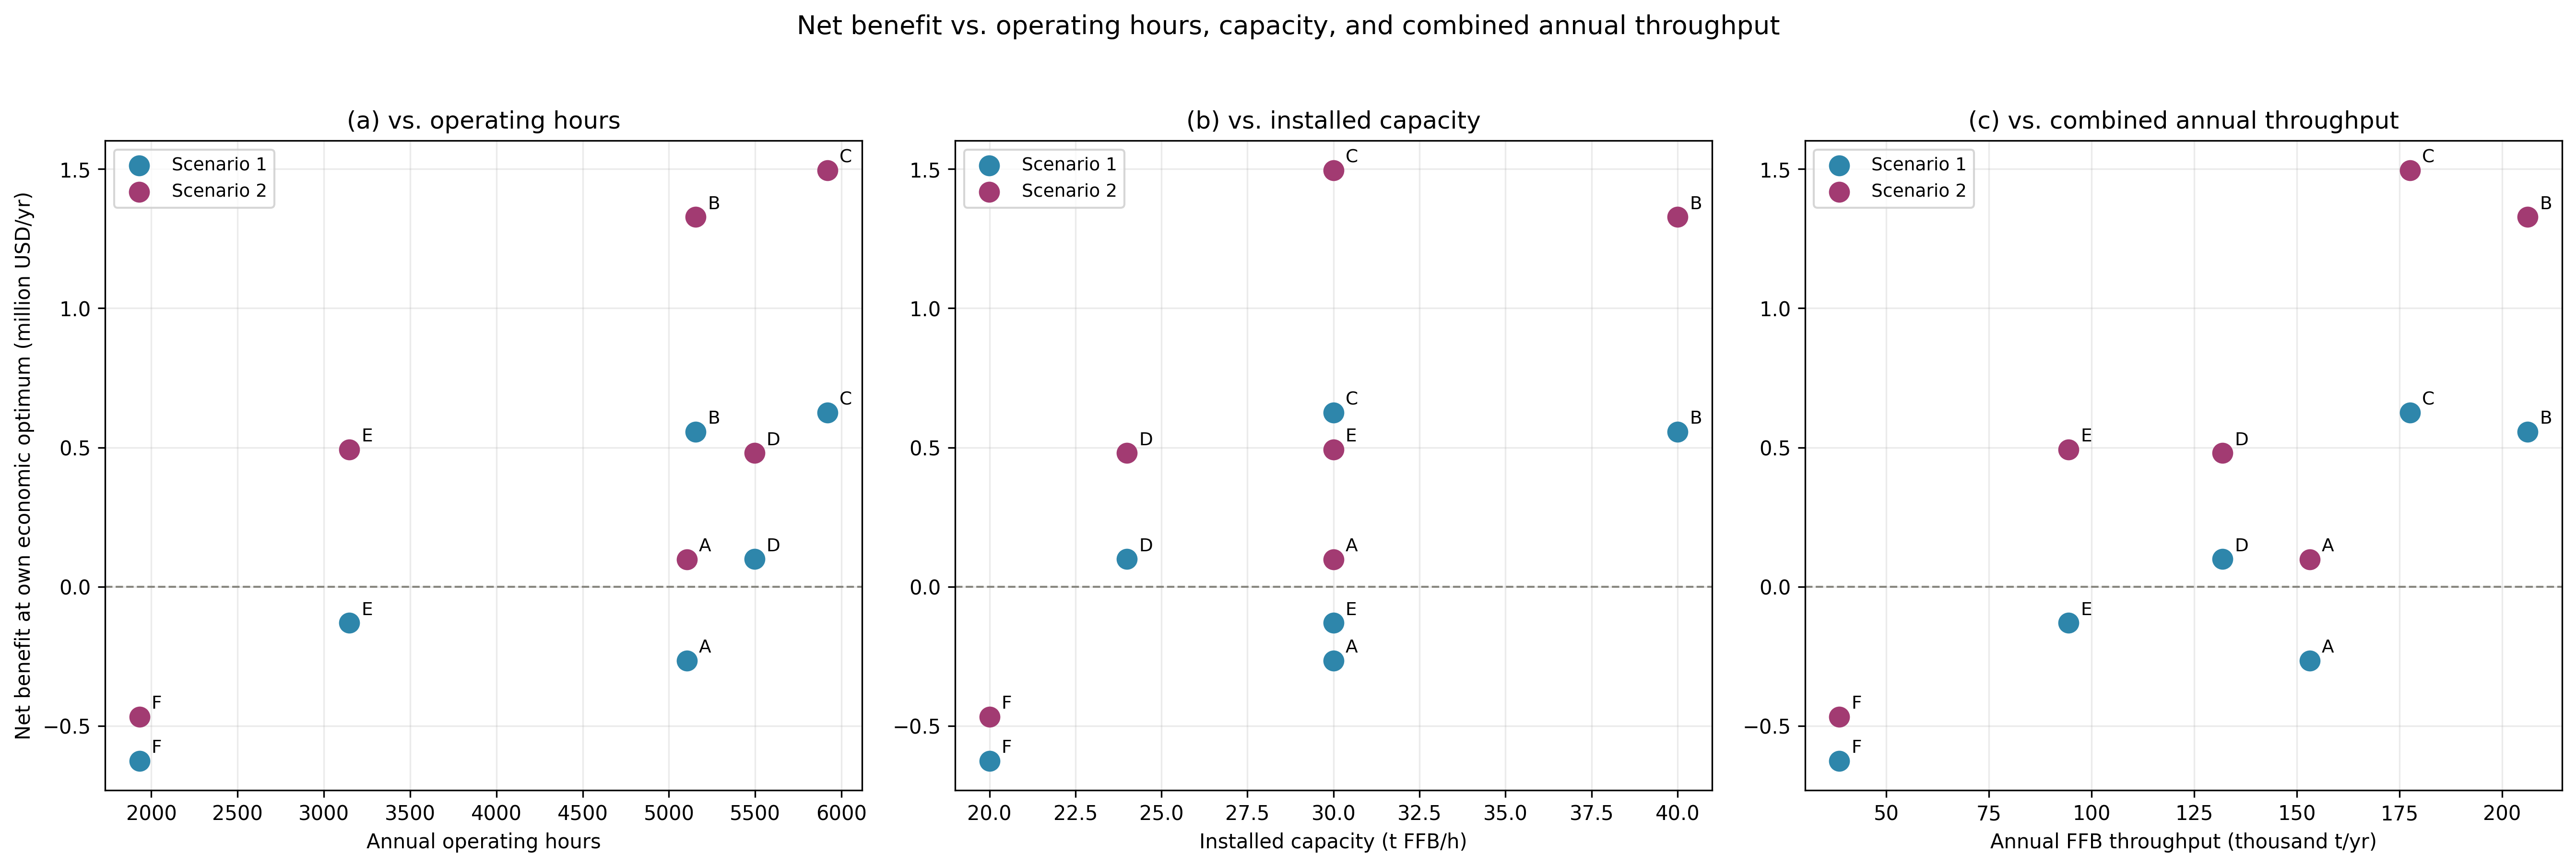 Net benefit vs. operating hours, capacity, and combined annual throughput
(a) vs. operating hours
Scenario 1
Scenario 2
C
B
E
D
B
C
A
D
E
A
F
F
1.5
1.0
0.5
0.0
−0.5
Net benefit at own economic optimum (million USD/yr)
2000 2500 3000 3500 4000 4500 5000 5500 6000
Annual operating hours
(b) vs. installed capacity
Scenario 1
Scenario 2
C
B
C
B
E
D
A
D
E
A
F
F
1.5
1.0
0.5
0.0
−0.5
20.0 22.5 25.0 27.5 30.0 32.5 35.0 37.5 40.0
Installed capacity (t FFB/h)
(c) vs. combined annual throughput
Scenario 1
Scenario 2
C
B
C
B
E
D
D
A
E
A
F
F
1.5
1.0
0.5
0.0
−0.5
50 75 100 125 150 175 200
Annual FFB throughput (thousand t/yr)